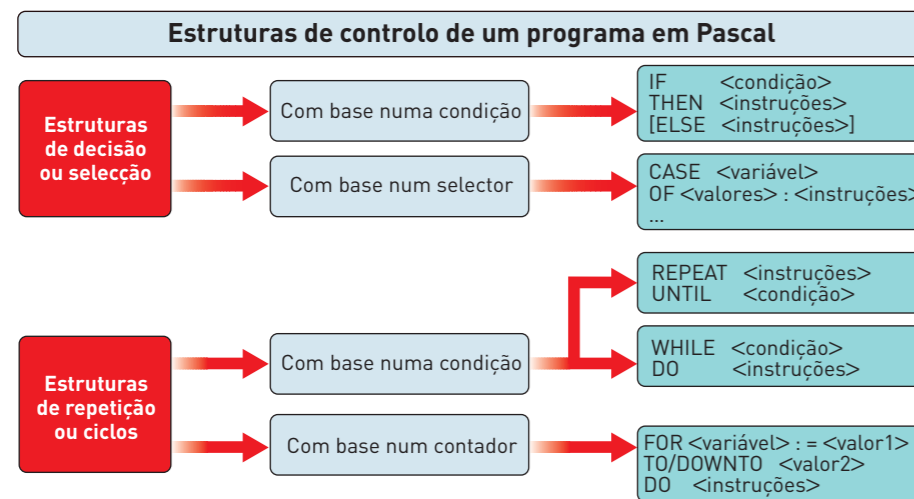 Estruturas de controlo de um programa em Pascal
Estruturas
de decisão
ou selecção
Com base numa condição
IF <condição>
THEN <instruções>
[ELSE <instruções>]
Com base num selector
CASE <variável>
OF <valores> : <instruções>
...
Estruturas
de repetição
ou ciclos
Com base numa condição
REPEAT <instruções>
UNTIL <condição>
WHILE <condição>
DO <instruções>
Com base num contador
FOR <variável> : = <valor1>
TO/DOWNTO <valor2>
DO <instruções>